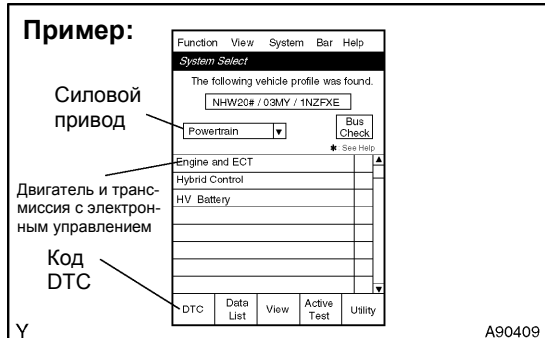 Пример:
Function View System Bar Help
System Select
The following vehicle profile was found.
NHW20# / 03MY / 1NZFXE
Силовой
привод
Powertrain
Bus
Check
✱: See Help
Engine and ECT
Hybrid Control
HV Battery
Двигатель и транс-
миссия с электрон-
ным управлением
Код
DTC
DTC
Data
List
View
Active
Test
Utility
Y
A90409